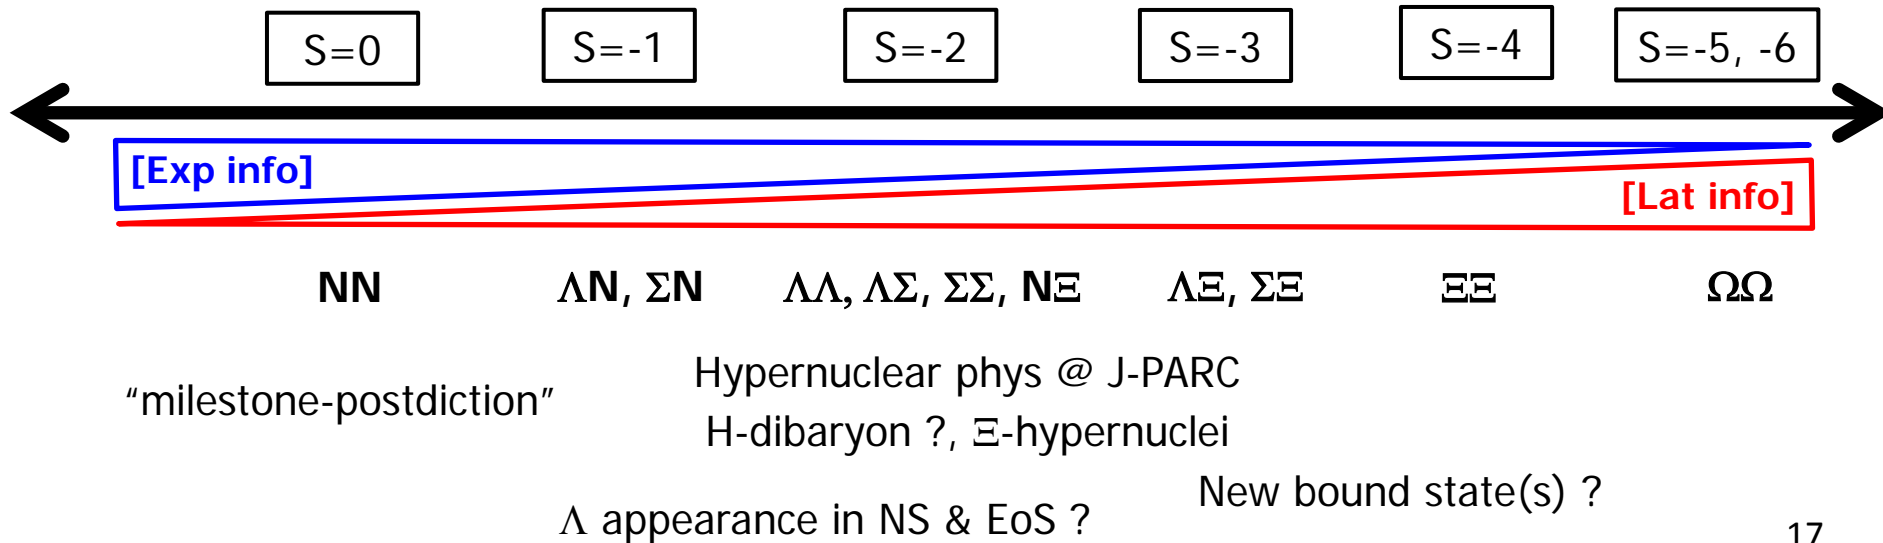 S=0 S=-1 S=-2 S=-3 S=-4 S=-5, -6
[Exp info]
[Lat info]
NN ΛN, ΣN ΛΛ, ΛΣ, ΣΣ, NΞ ΛΞ, ΣΞ ΞΞ ΩΩ
Hypernuclear phys @ J-PARC
"milestone-postdiction"
H-dibaryon ?, Ξ-hypernuclei
New bound state(s) ?
Λ appearance in NS & EoS ?
17